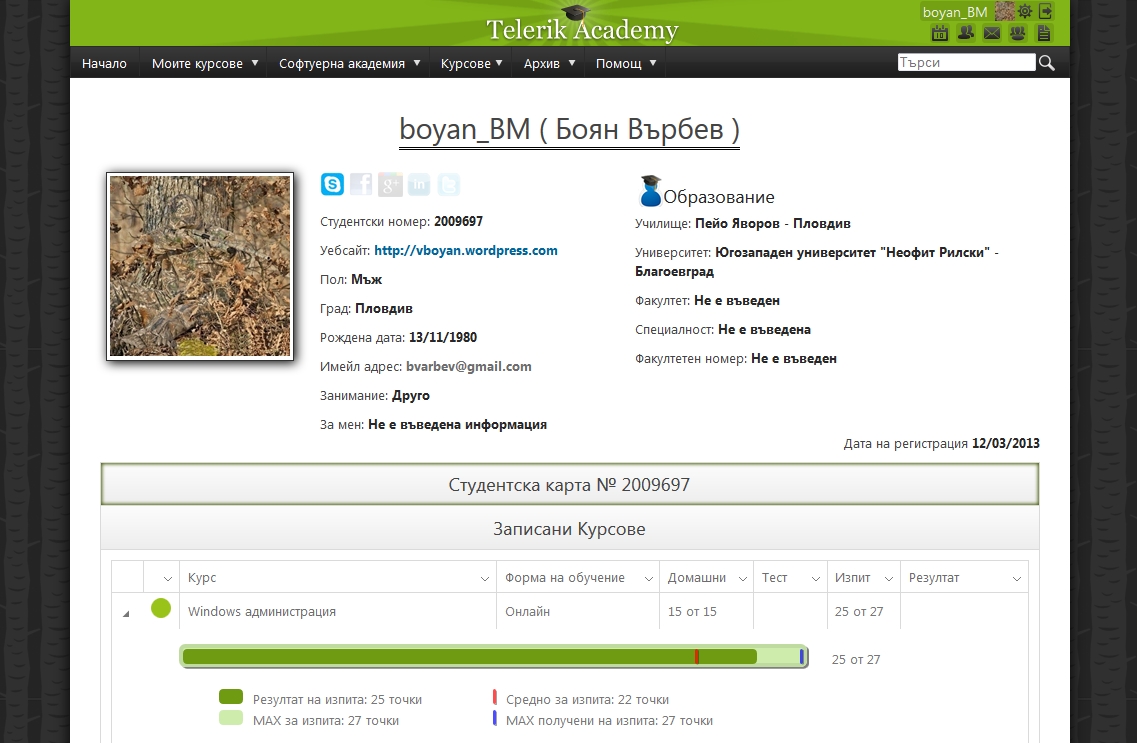 boyan_BM
Telerik Academy
Начало Моите курсове Софтуерна академия Курсове Архив Помощ Търси
boyan_BM ( Боян Върбев )
Студентски номер: 2009697
Уебсайт: http://vboyan.wordpress.com
Пол: Мъж
Град: Пловдив
Рождена дата: 13/11/1980
Имейл адрес: bvarbev@gmail.com
Занимание: Друго
За мен: Не е въведена информация
Образование
Училище: Пейо Яворов - Пловдив
Университет: Югозападен университет "Неофит Рилски" -
Благоевград
Факултет: Не е въведен
Специалност: Не е въведена
Факултетен номер: Не е въведен
Дата на регистрация 12/03/2013
Студентска карта № 2009697
Записани Курсове
Курс Форма на обучение Домашни Тест Изпит Резултат
Windows администрация Онлайн 15 от 15 25 от 27
25 от 27
Резултат на изпита: 25 точки Средно за изпита: 22 точки
MAX за изпита: 27 точки MAX получени на изпита: 27 точки